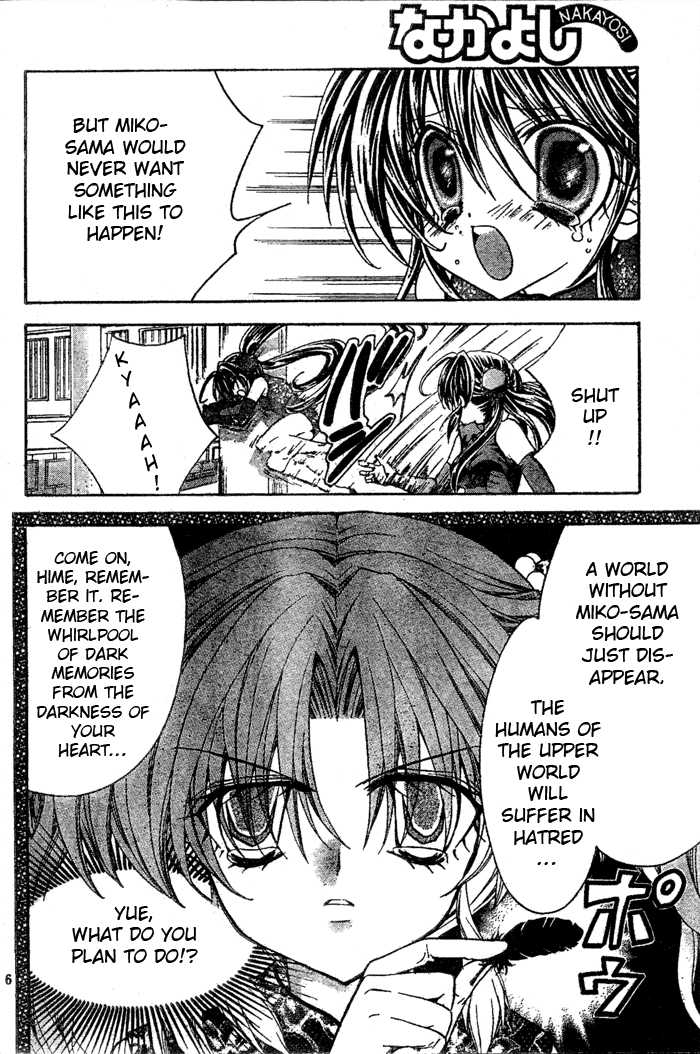 なかよし
NAKAYOSI
BUT MIKO-
SAMA WOULD
NEVER WANT
SOMETHING
LIKE THIS TO
HAPPEN!
SHUT
UP
!!
KYAAAH!
A WORLD
WITHOUT
MIKO-SAMA
SHOULD
JUST DIS-
APPEAR.
THE
HUMANS OF
THE UPPER
WORLD
WILL
SUFFER IN
HATRED
...
COME ON,
HIME, REMEM-
BER IT. RE-
MEMBER THE
WHIRLPOOL
OF DARK
MEMORIES
FROM THE
DARKNESS OF
YOUR
HEART...
ポウ
YUE,
WHAT DO YOU
PLAN TO DO!?
6